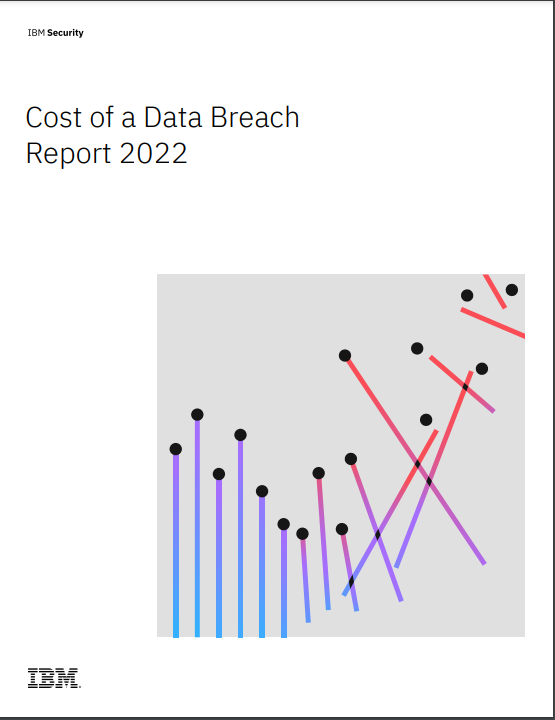 IBM Security
Cost of a Data Breach
Report 2022
IBM